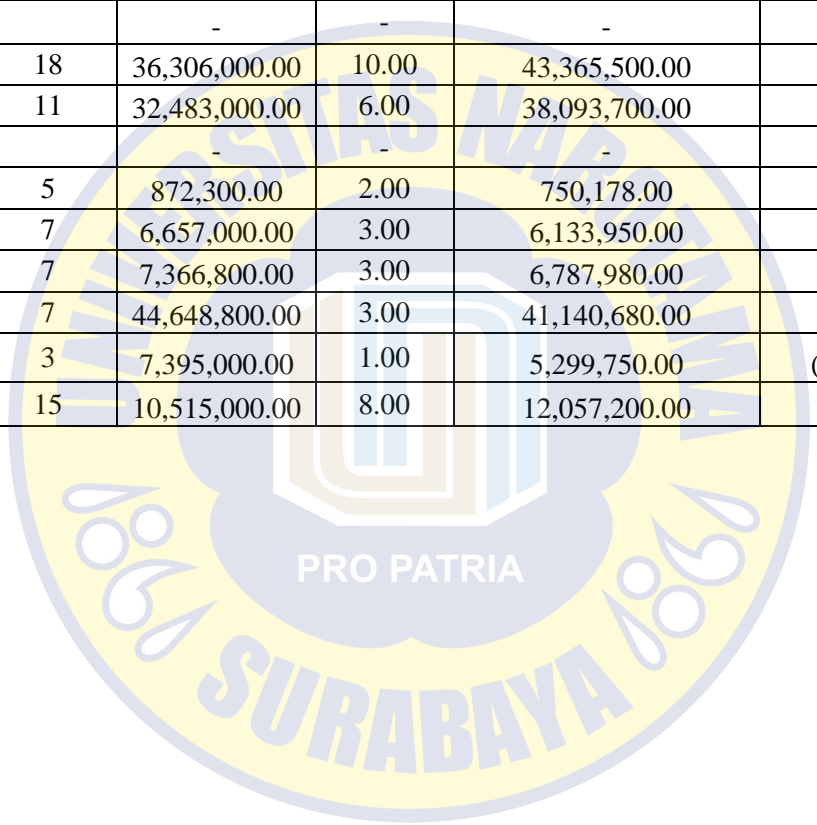 - - -
18 36,306,000.00 10.00 43,365,500.00
11 32,483,000.00 6.00 38,093,700.00
- - -
5 872,300.00 2.00 750,178.00
7 6,657,000.00 3.00 6,133,950.00
7 7,366,800.00 3.00 6,787,980.00
7 44,648,800.00 3.00 41,140,680.00
3 7,395,000.00 1.00 5,299,750.00 (
15 10,515,000.00 8.00 12,057,200.00
UNIVERSITAS NAROTAMA
PRO PATRIA
1981 1981
SURABAYA